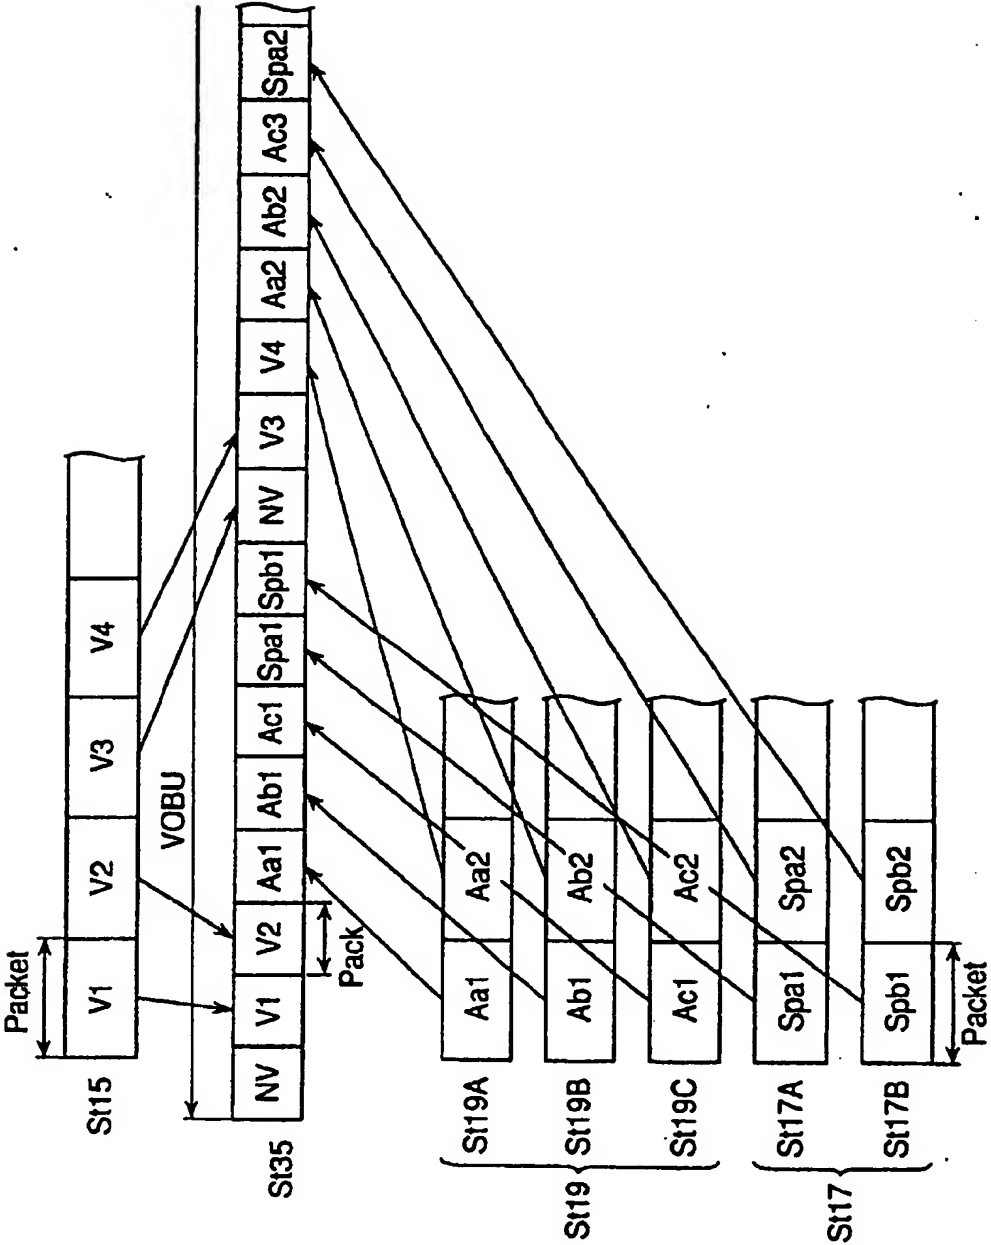 Packet
St15 V1 V2 V3 V4
VOBU
St35 NV V1 V2 Aa1 Ab1 Ac1 Spa1 Spb1 NV V3 V4 Aa2 Ab2 Ac3 Spa2
Pack
St19
St19A Aa1 Aa2
St19B Ab1 Ab2
St19C Ac1 Ac2
St17
St17A Spa1 Spa2
St17B Spb1 Spb2
Packet